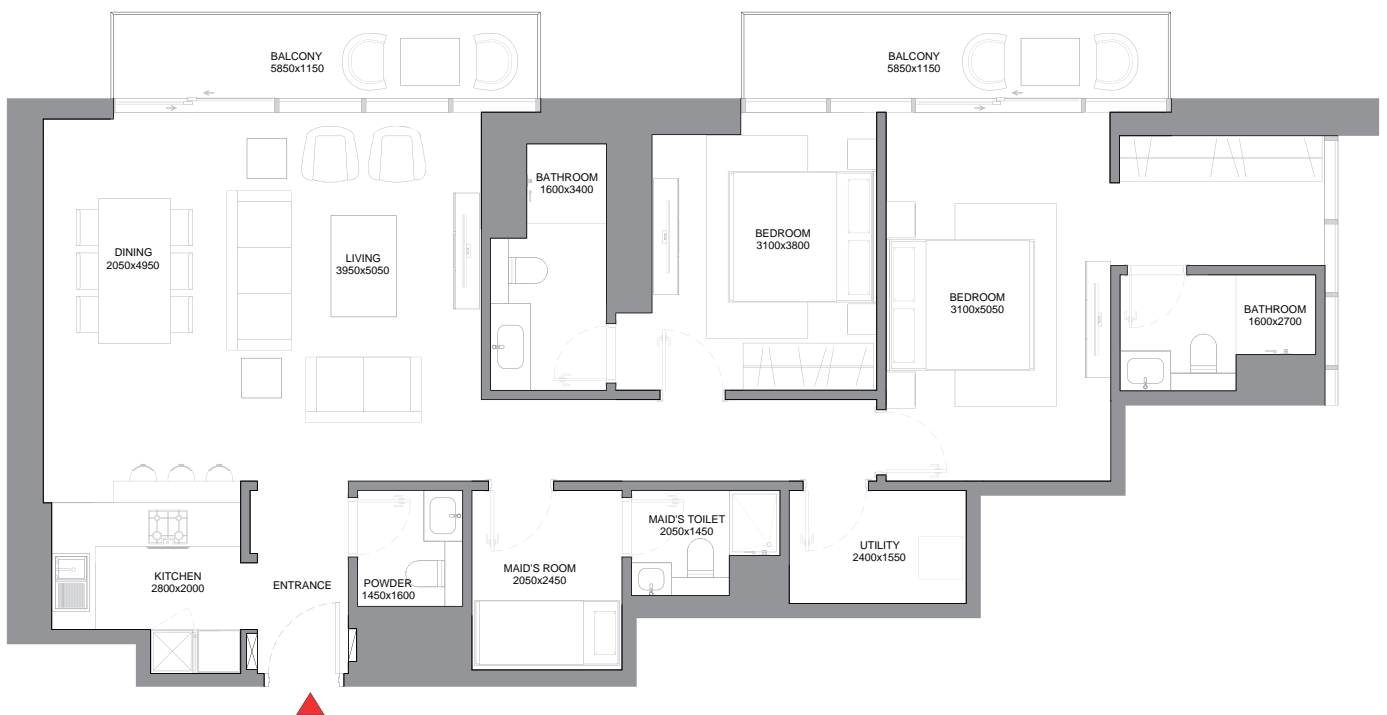 BALCONY
5850x1150
BALCONY
5850x1150
BATHROOM
1600x3400
DINING
2050x4950
LIVING
3950x5050
BEDROOM
3100x3800
BEDROOM
3100x5050
BATHROOM
1600x2700
KITCHEN
2800x2000
ENTRANCE
POWDER
1450x1600
MAID'S ROOM
2050x2450
MAID'S TOILET
2050x1450
UTILITY
2400x1550